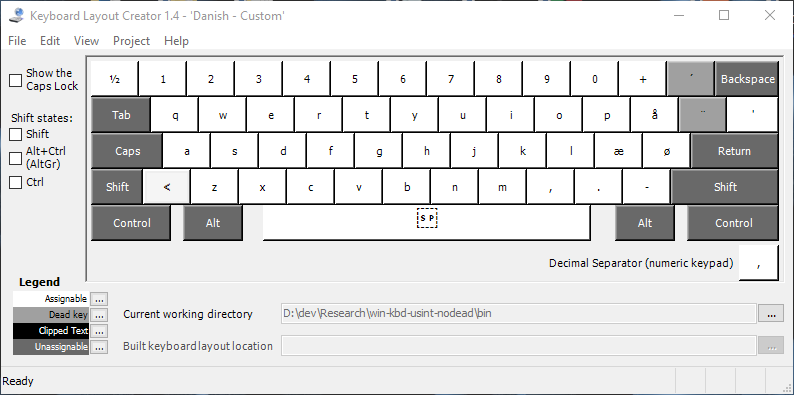 Keyboard Layout Creator 1.4 - 'Danish - Custom'
File Edit View Project Help
Show the
Caps Lock
Shift states:
Shift
Alt+Ctrl
(AltGr)
Ctrl
½ 1 2 3 4 5 6 7 8 9 0 + ´ Backspace
Tab q w e r t y u i o p å ¨ '
Caps a s d f g h j k l æ ø Return
Shift < z x c v b n m , . - Shift
Control Alt SP Alt Control
Decimal Separator (numeric keypad) ,
Legend
Assignable ...
Dead key ...
Clipped Text ...
Unassignable ...
Current working directory D:\dev\Research\win-kbd-usint-nodead\bin ...
Built keyboard layout location ...
Ready